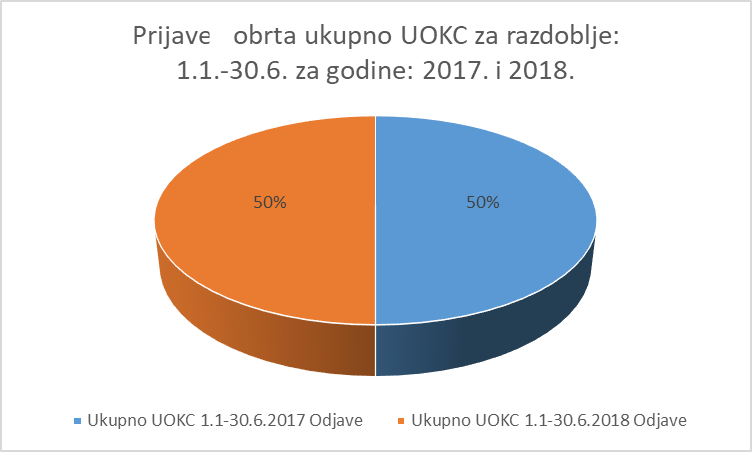 Prijave obrta ukupno UOKC za razdoblje:
1.1.-30.6. za godine: 2017. i 2018.
50% 50%
Ukupno UOKC 1.1-30.6.2017 Odjave Ukupno UOKC 1.1-30.6.2018 Odjave